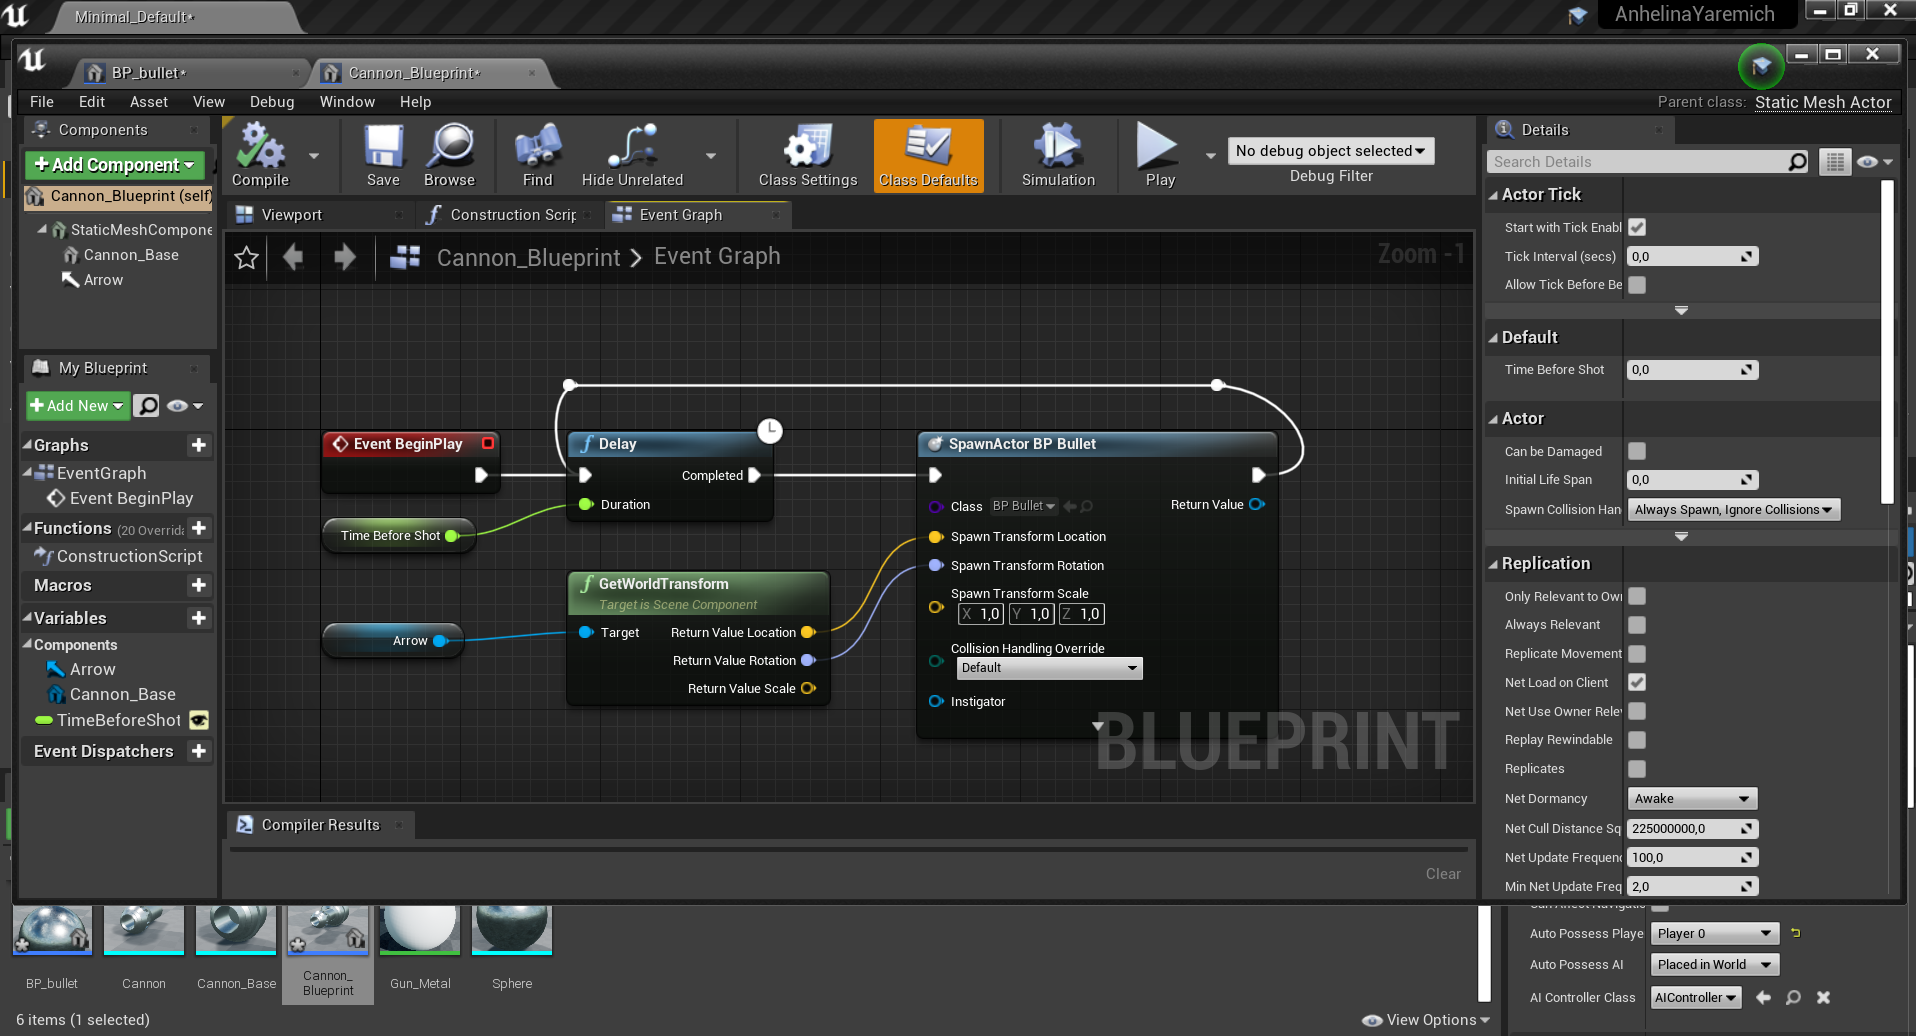 Minimal_Default*
AnhelinaYaremich
BP_bullet*
Cannon_Blueprint*
File Edit Asset View Debug Window Help
Parent class: Static Mesh Actor
Components
+Add Component
Cannon_Blueprint (self)
StaticMeshCompone
Cannon_Base
Arrow
Compile
Save
Browse
Find
Hide Unrelated
Class Settings
Class Defaults
Simulation
Play
No debug object selected
Debug Filter
Viewport
Construction Scrip
Event Graph
Cannon_Blueprint > Event Graph
Zoom -1
My Blueprint
+Add New
Graphs
EventGraph
Event BeginPlay
Functions (20 Overrida
ConstructionScript
Macros
Variables
Components
Arrow
Cannon_Base
TimeBeforeShot
Event Dispatchers
Event BeginPlay
Time Before Shot
Delay
Completed
Duration
GetWorldTransform
Target is Scene Component
Arrow
Target
Return Value Location
Return Value Rotation
Return Value Scale
SpawnActor BP Bullet
Class BP Bullet
Return Value
Spawn Transform Location
Spawn Transform Rotation
Spawn Transform Scale
X 1,0 Y 1,0 Z 1,0
Collision Handling Override
Default
Instigator
BLUEPRINT
Compiler Results
Clear
Details
Search Details
Actor Tick
Start with Tick Enabl
Tick Interval (secs) 0,0
Allow Tick Before Be
Default
Time Before Shot 0,0
Actor
Can be Damaged
Initial Life Span 0,0
Spawn Collision Han Always Spawn, Ignore Collisions
Replication
Only Relevant to Own
Always Relevant
Replicate Movement
Net Load on Client
Net Use Owner Rele
Replay Rewindable
Replicates
Net Dormancy Awake
Net Cull Distance Sq 225000000,0
Net Update Frequenc 100,0
Min Net Update Freq 2,0
Auto Possess Playe Player 0
Auto Possess AI Placed in World
AI Controller Class AIController
BP_bullet
Cannon
Cannon_Base
Cannon_
Blueprint
Gun_Metal
Sphere
6 items (1 selected)
View Options